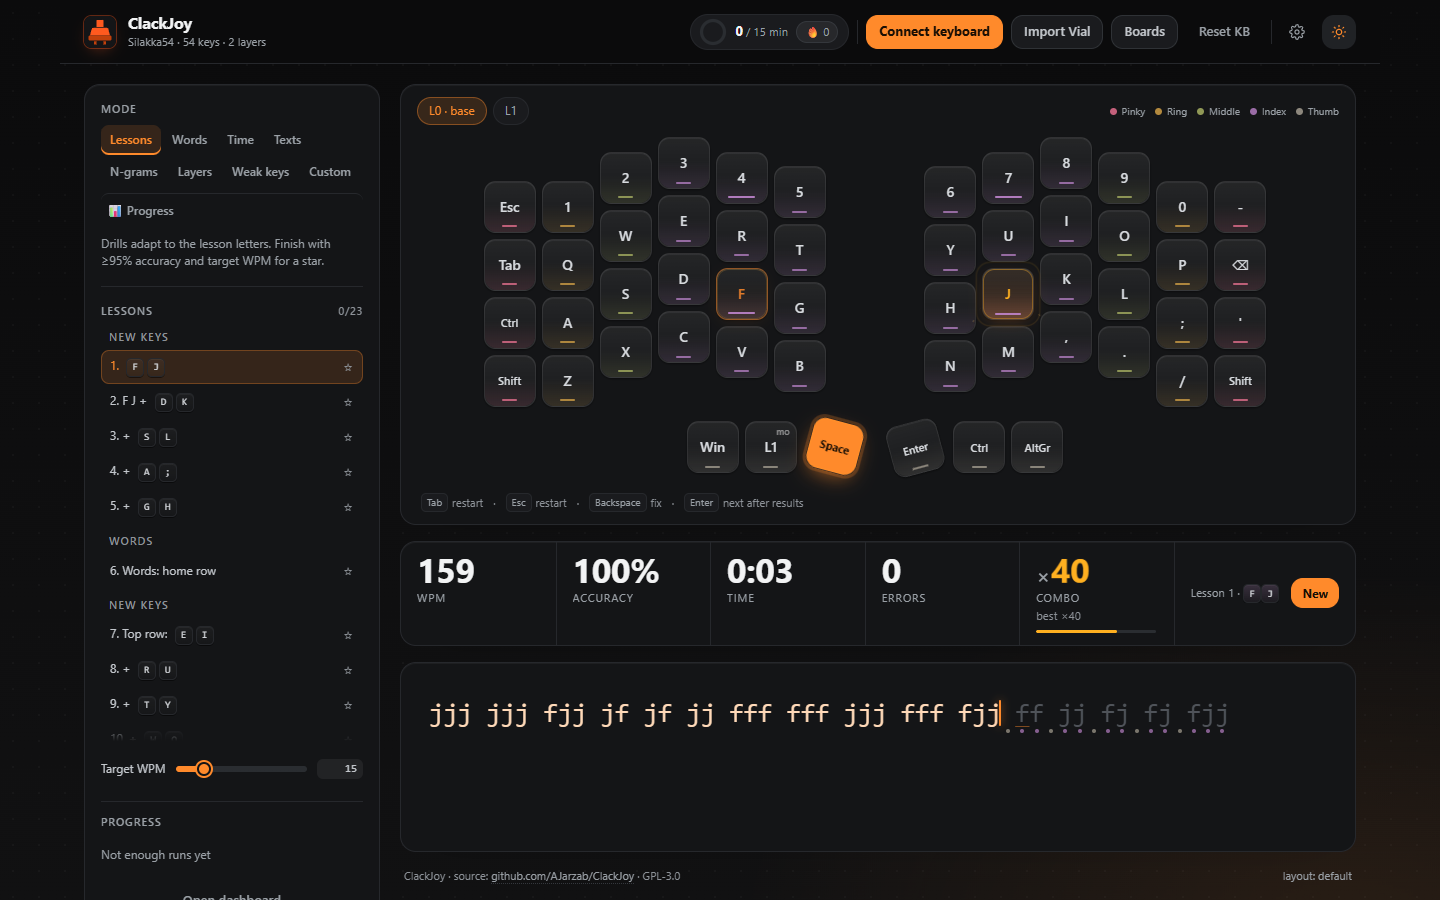 ClackJoy
Silakka54 · 54 keys · 2 layers
0 / 15 min 🔥 0
Connect keyboard
Import Vial
Boards
Reset KB
MODE
Lessons Words Time Texts
N-grams Layers Weak keys Custom
📊 Progress
Drills adapt to the lesson letters. Finish with
≥95% accuracy and target WPM for a star.
LESSONS 0/23
NEW KEYS
1. F J ☆
2. F J + D K ☆
3. + S L ☆
4. + A ; ☆
5. + G H ☆
WORDS
6. Words: home row ☆
NEW KEYS
7. Top row: E I ☆
8. + R U ☆
9. + T Y ☆
Target WPM 15
PROGRESS
Not enough runs yet
Open dashboard
L0 · base L1
Pinky Ring Middle Index Thumb
Esc 1 2 3 4 5 6 7 8 9 0 -
Tab Q W E R T Y U I O P ⌫
Ctrl A S D F G H J K L ; '
Shift Z X C V B N M , . / Shift
Win L1 mo Space Enter Ctrl AltGr
Tab restart · Esc restart · Backspace fix · Enter next after results
159
WPM
100%
ACCURACY
0:03
TIME
0
ERRORS
×40
COMBO
best ×40
Lesson 1 · F J
New
jjj jjj fjj jf jf jj fff fff jjj fff fjj ff jj fj fj fjj
ClackJoy · source: github.com/AJarzab/ClackJoy · GPL-3.0
layout: default